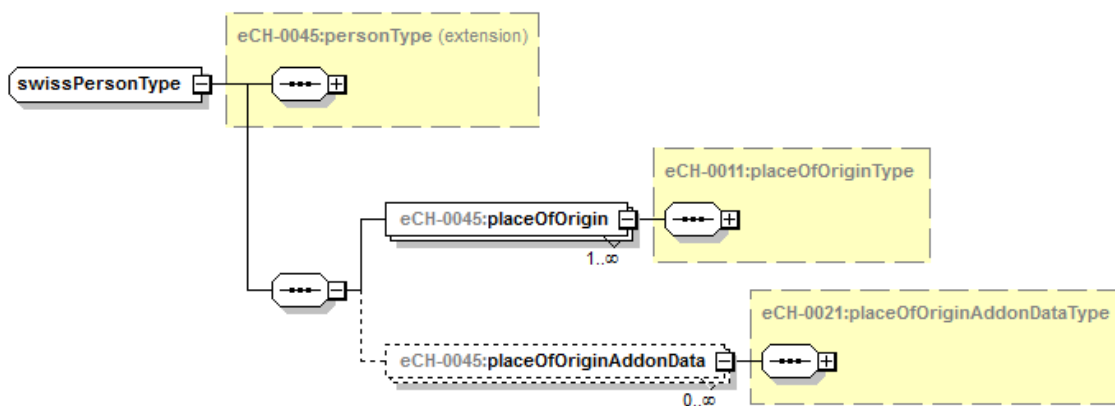 eCH-0045:personType (extension)
swissPersonType
eCH-0011:placeOfOriginType
eCH-0045:placeOfOrigin
1..∞
eCH-0021:placeOfOriginAddonDataType
eCH-0045:placeOfOriginAddonData
0..∞